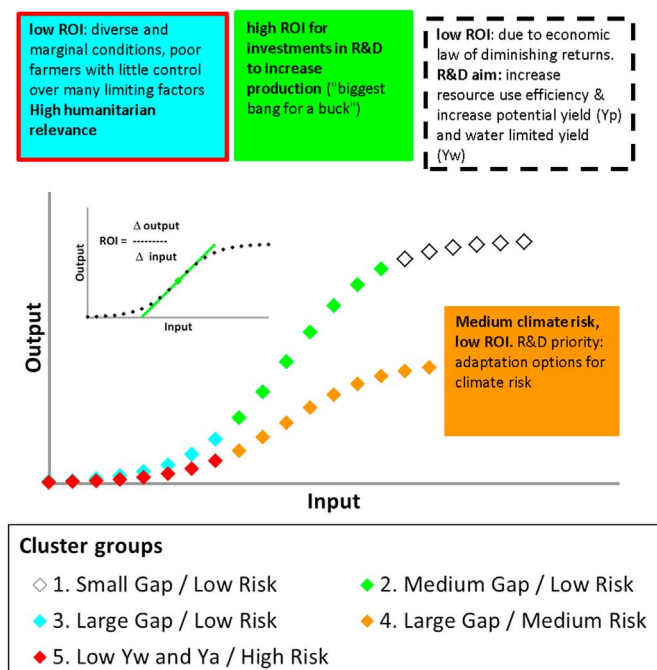 low ROI: diverse and
marginal conditions, poor
farmers with little control
over many limiting factors
High humanitarian
relevance
high ROI for
investments in R&D
to increase
production ("biggest
bang for a buck")
low ROI: due to economic
law of diminishing returns.
R&D aim: increase
resource use efficiency &
increase potential yield (Yp)
and water limited yield
(Yw)
Output
ROI =
Δ output
---------
Δ input
Output
Input
Medium climate risk,
low ROI. R&D priority:
adaptation options for
climate risk
Input
Cluster groups
1. Small Gap / Low Risk
2. Medium Gap / Low Risk
3. Large Gap / Low Risk
4. Large Gap / Medium Risk
5. Low Yw and Ya / High Risk